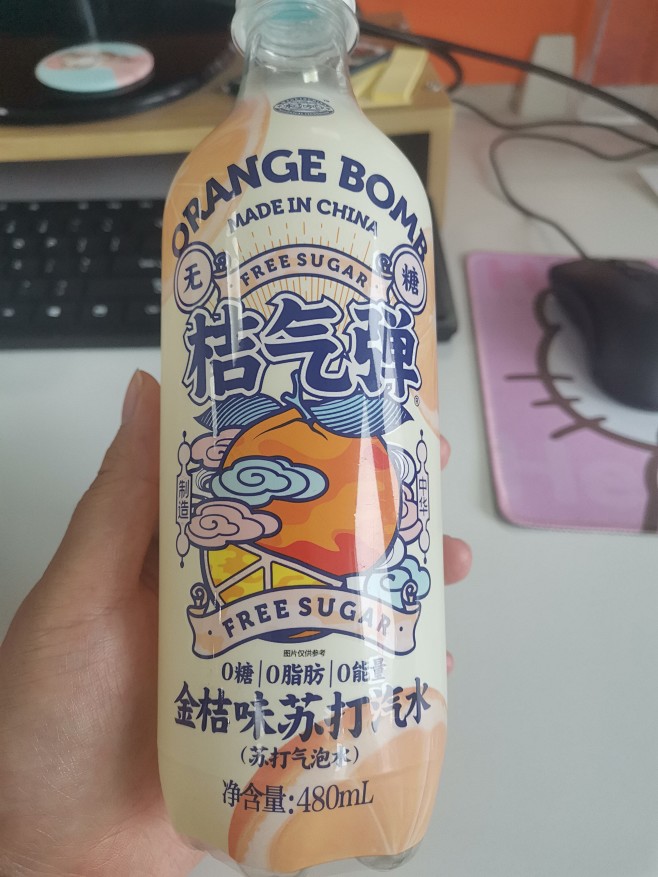 ORANGE BOMB
MADE IN CHINA
FREE SUGAR
无糖
桔气弹
®
制造
中华
FREE SUGAR
图片仅供参考
0糖|0脂肪|0能量
金桔味苏打汽水
(苏打气泡水)
净含量:480mL